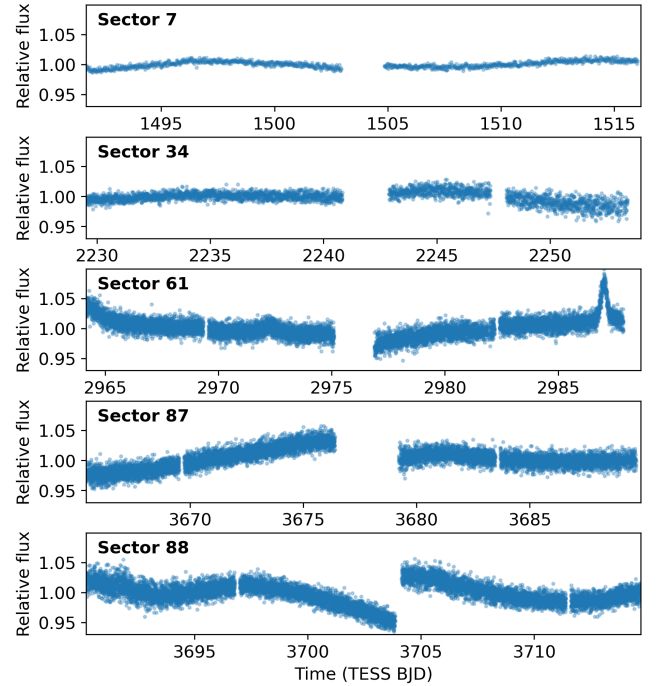 Sector 7
Relative flux
1.05
1.00
0.95
1495 1500 1505 1510 1515
Sector 34
Relative flux
1.05
1.00
0.95
2230 2235 2240 2245 2250
Sector 61
Relative flux
1.05
1.00
0.95
2965 2970 2975 2980 2985
Sector 87
Relative flux
1.05
1.00
0.95
3670 3675 3680 3685
Sector 88
Relative flux
1.05
1.00
0.95
3695 3700 3705 3710
Time (TESS BJD)